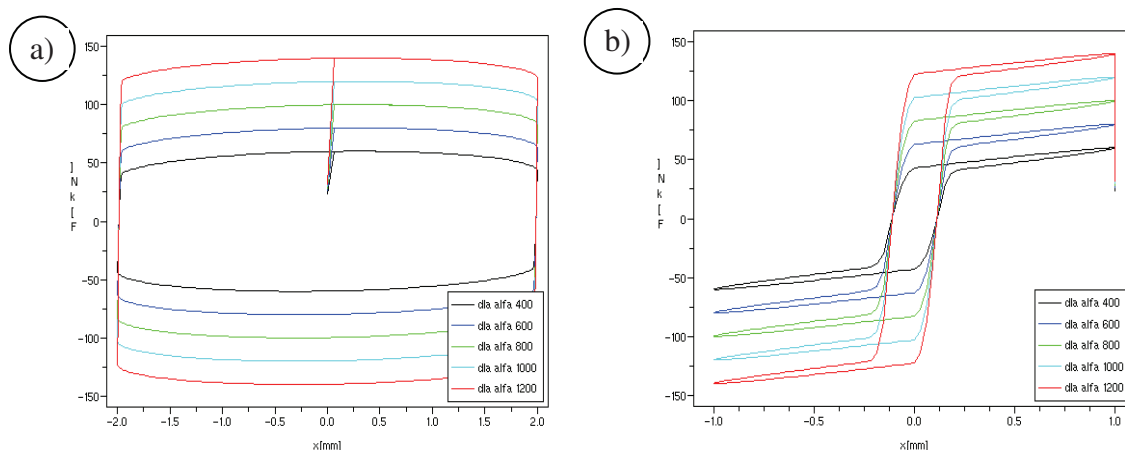 a)
150
100
50
0
-50
-100
-150
]
N
k
[
F
-2.0 -1.5 -1.0 -0.5 0.0 0.5 1.0 1.5 2.0
x[mm]
dla alfa 400
dla alfa 600
dla alfa 800
dla alfa 1000
dla alfa 1200
b)
150
100
50
0
-50
-100
-150
]
N
k
[
F
-1.0 -0.5 0.0 0.5 1.0
x[mm]
dla alfa 400
dla alfa 600
dla alfa 800
dla alfa 1000
dla alfa 1200